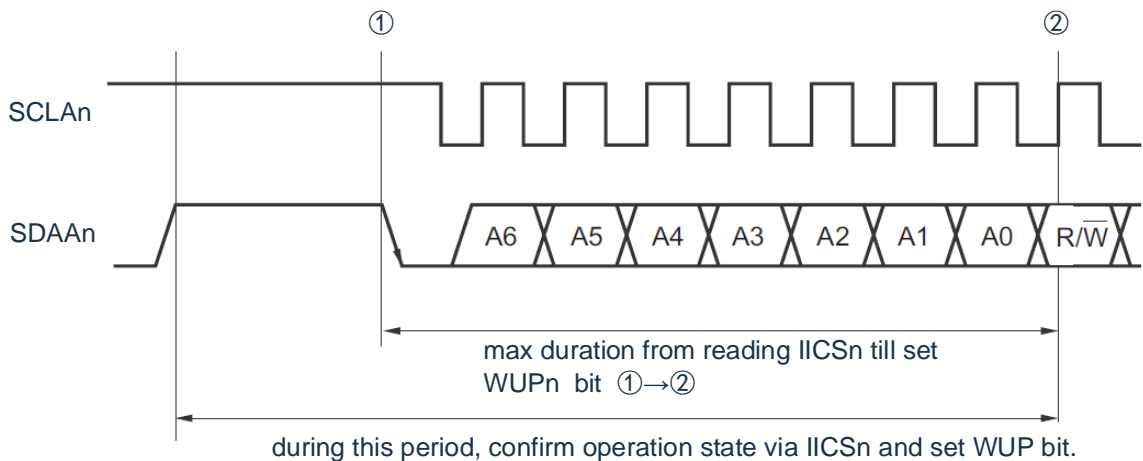 ① ②
SCLAn
SDAAn
A6 A5 A4 A3 A2 A1 A0 R/W̅
max duration from reading IICSn till set
WUPn bit ①→②
during this period, confirm operation state via IICSn and set WUP bit.